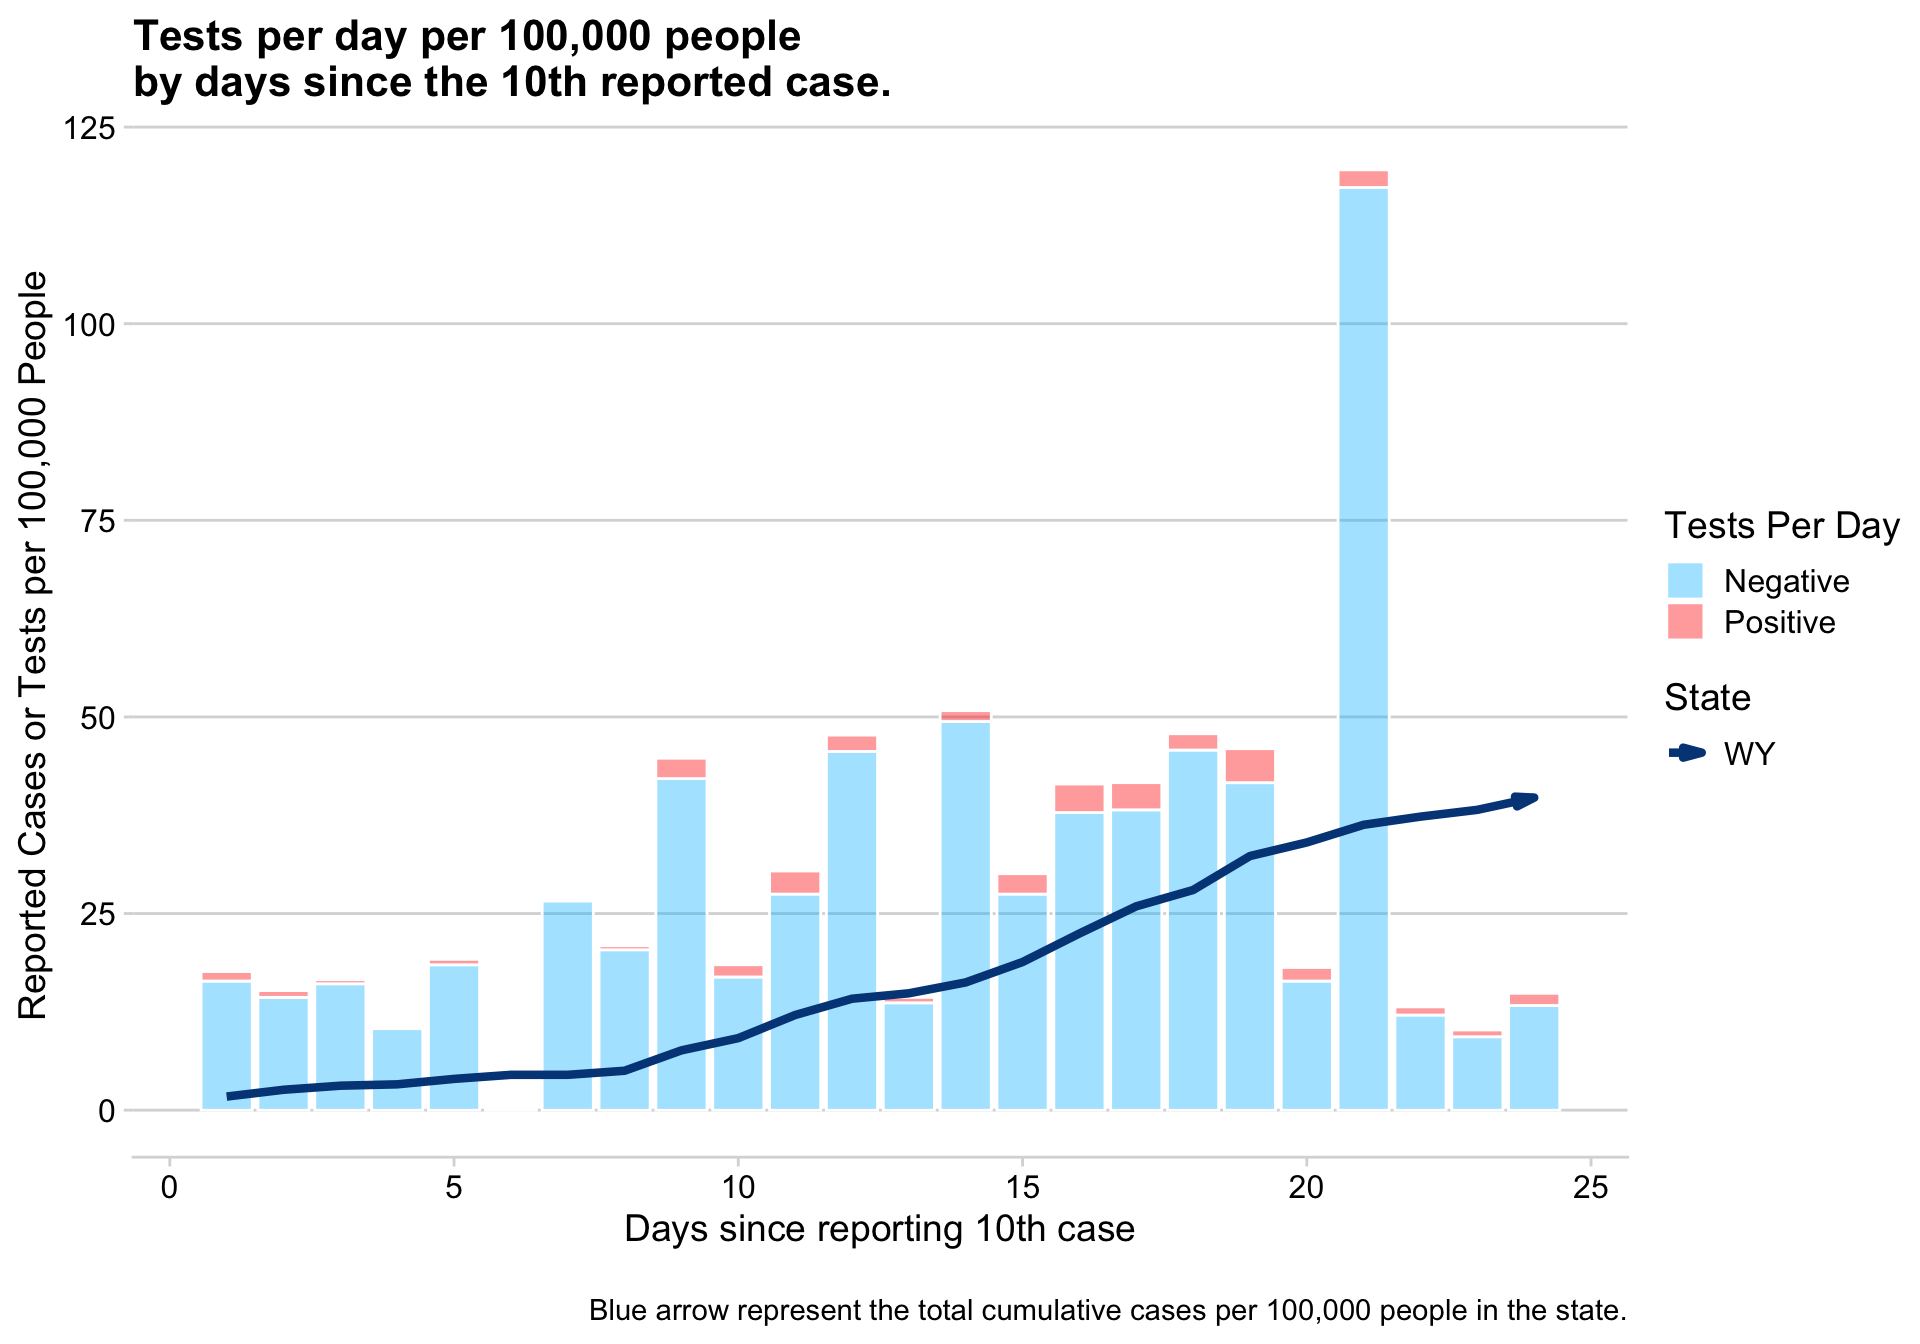 Tests per day per 100,000 people
by days since the 10th reported case.
Reported Cases or Tests per 100,000 People
125
100
75
50
25
0
0 5 10 15 20 25
Days since reporting 10th case
Tests Per Day
Negative
Positive
State
WY
Blue arrow represent the total cumulative cases per 100,000 people in the state.